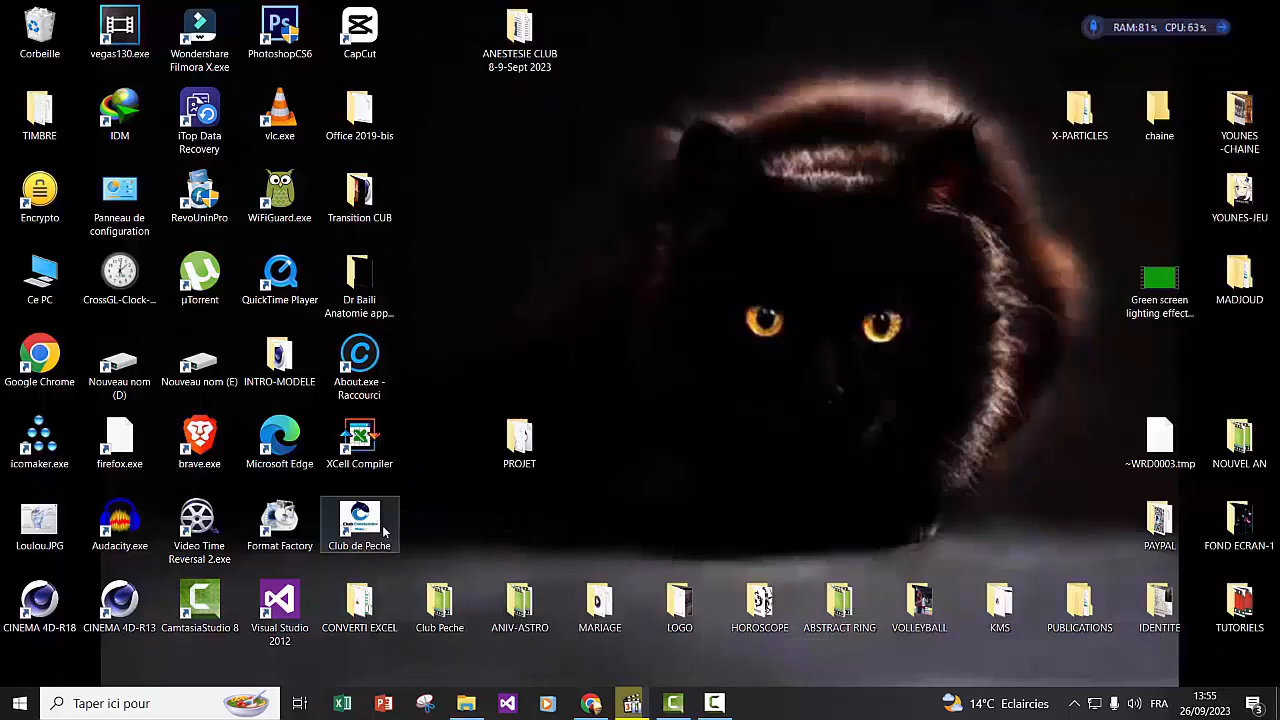 Corbeille
vegas130.exe
Wondershare
Filmora X.exe
PhotoshopCS6
CapCut
ANESTESIE CLUB
8-9-Sept 2023
RAM:81% CPU:63%
TIMBRE
IDM
iTop Data
Recovery
vlc.exe
Office 2019-bis
X-PARTICLES
chaine
YOUNES
-CHAINE
Encrypto
Panneau de
configuration
RevoUninPro
WiFiGuard.exe
Transition CUB
YOUNES-JEU
Ce PC
CrossGL-Clock-...
µTorrent
QuickTime Player
Dr Baili
Anatomie app...
Green screen
lighting effect...
MADJOUD
Google Chrome
Nouveau nom
(D)
Nouveau nom (E)
INTRO-MODELE
About.exe -
Raccourci
icomaker.exe
firefox.exe
brave.exe
Microsoft Edge
XCell Compiler
PROJET
~WRD0003.tmp
NOUVEL AN
Loulou.JPG
Audacity.exe
Video Time
Reversal 2.exe
Format Factory
Club de Peche
PAYPAL
FOND ECRAN-1
CINEMA 4D-R18
CINEMA 4D-R13
CamtasiaStudio 8
Visual Studio
2012
CONVERTI EXCEL
Club Peche
ANIV-ASTRO
MARIAGE
LOGO
HOROSCOPE
ABSTRACT RING
VOLLEYBALL
KMS
PUBLICATIONS
IDENTITE
TUTORIELS
Taper ici pour
14°C Eclaircie...
FRA
13:55
26/09/2023
3